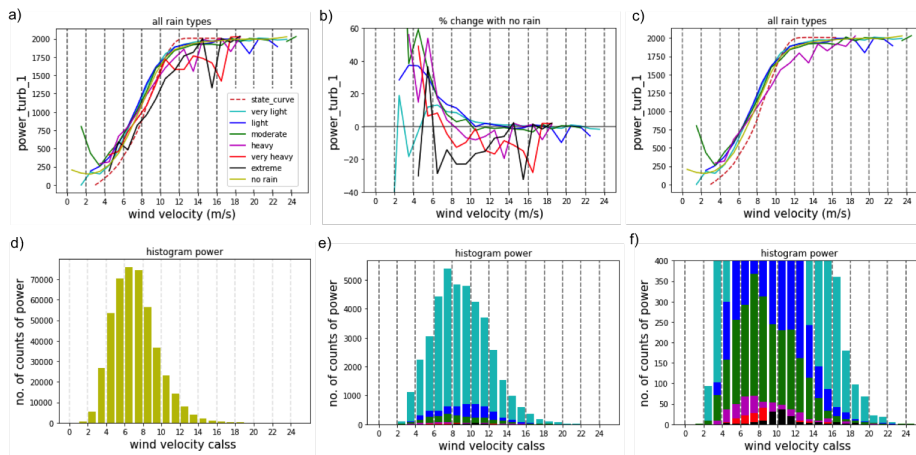 a)
all rain types
power_turb_1
2000
1750
1500
1250
1000
750
500
250
0
state_curve
very light
light
moderate
heavy
very heavy
extreme
no rain
0 2 4 6 8 10 12 14 16 18 20 22 24
wind velocity (m/s)
b)
% change with no rain
power_turb_1
60
40
20
0
−20
−40
0 2 4 6 8 10 12 14 16 18 20 22 24
wind velocity (m/s)
c)
all rain types
power_turb_1
2000
1750
1500
1250
1000
750
500
250
0
0 2 4 6 8 10 12 14 16 18 20 22 24
wind velocity (m/s)
d)
histogram power
no. of counts of power
70000
60000
50000
40000
30000
20000
10000
0
0 2 4 6 8 10 12 14 16 18 20 22 24
wind velocity calss
e)
histogram power
no. of counts of power
5000
4000
3000
2000
1000
0
0 2 4 6 8 10 12 14 16 18 20 22 24
wind velocity calss
f)
histogram power
no. of counts of power
400
350
300
250
200
150
100
50
0
0 2 4 6 8 10 12 14 16 18 20 22 24
wind velocity calss